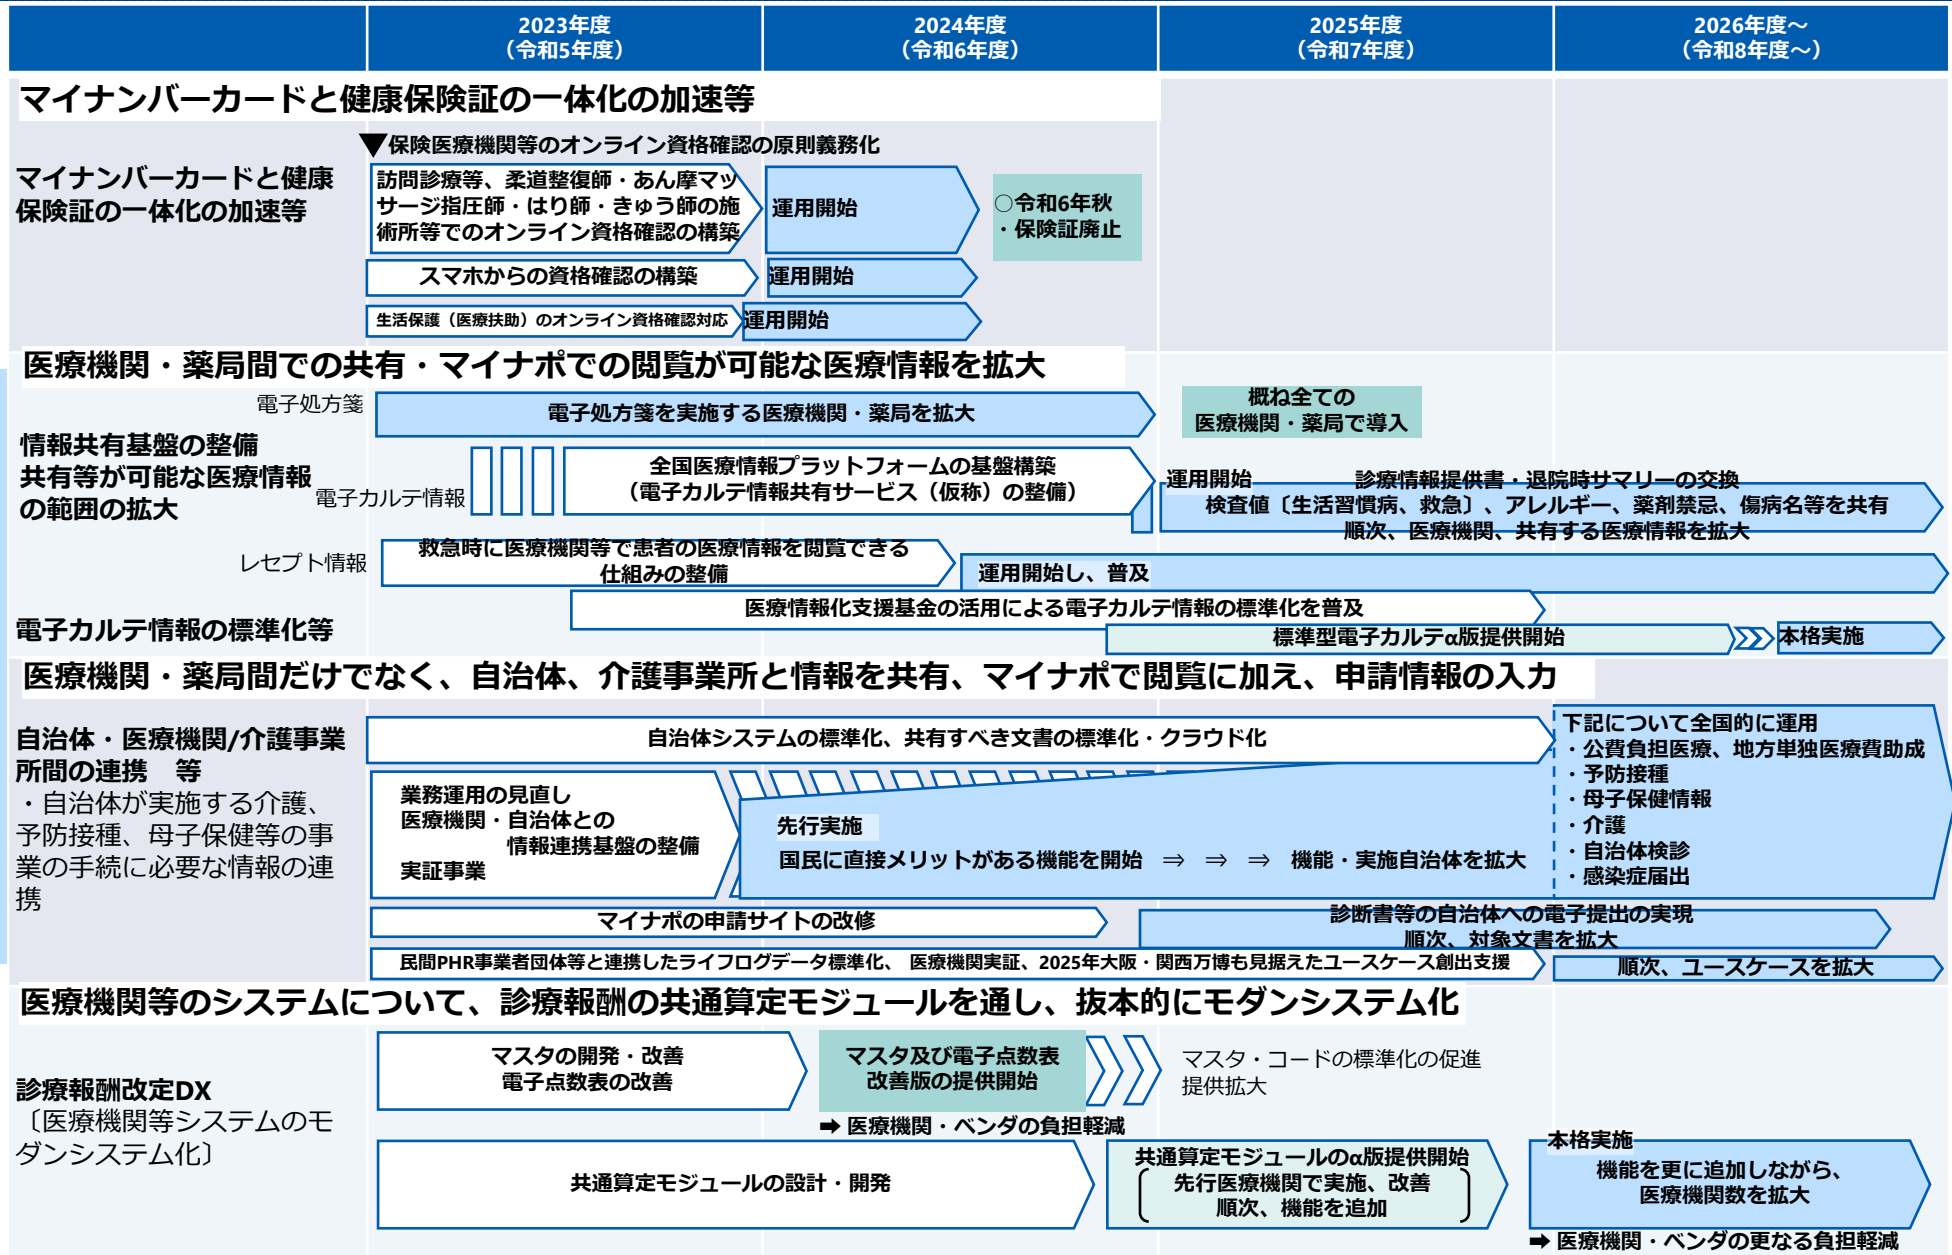 2023年度
（令和5年度）
2024年度
（令和6年度）
2025年度
（令和7年度）
2026年度～
（令和8年度～）
マイナンバーカードと健康保険証の一体化の加速等
▼保険医療機関等のオンライン資格確認の原則義務化
マイナンバーカードと健康
保険証の一体化の加速等
訪問診療等、柔道整復師・あん摩マッ
サージ指圧師・はり師・きゅう師の施
術所等でのオンライン資格確認の構築
運用開始
○令和6年秋
・保険証廃止
スマホからの資格確認の構築
運用開始
生活保護（医療扶助）のオンライン資格確認対応
運用開始
医療機関・薬局間での共有・マイナポでの閲覧が可能な医療情報を拡大
電子処方箋
電子処方箋を実施する医療機関・薬局を拡大
概ね全ての
医療機関・薬局で導入
情報共有基盤の整備
共有等が可能な医療情報
の範囲の拡大
電子カルテ情報
全国医療情報プラットフォームの基盤構築
（電子カルテ情報共有サービス（仮称）の整備）
運用開始
診療情報提供書・退院時サマリーの交換
検査値〔生活習慣病、救急〕、アレルギー、薬剤禁忌、傷病名等を共有
順次、医療機関、共有する医療情報を拡大
レセプト情報
救急時に医療機関等で患者の医療情報を閲覧できる
仕組みの整備
運用開始し、普及
電子カルテ情報の標準化等
医療情報化支援基金の活用による電子カルテ情報の標準化を普及
標準型電子カルテα版提供開始
本格実施
医療機関・薬局間だけでなく、自治体、介護事業所と情報を共有、マイナポで閲覧に加え、申請情報の入力
自治体・医療機関/介護事業
所間の連携　等
・自治体が実施する介護、
予防接種、母子保健等の事
業の手続に必要な情報の連
携
自治体システムの標準化、共有すべき文書の標準化・クラウド化
業務運用の見直し
医療機関・自治体との
情報連携基盤の整備
実証事業
先行実施
国民に直接メリットがある機能を開始　⇒　⇒　⇒　機能・実施自治体を拡大
下記について全国的に運用
・公費負担医療、地方単独医療費助成
・予防接種
・母子保健情報
・介護
・自治体検診
・感染症届出
マイナポの申請サイトの改修
診断書等の自治体への電子提出の実現
順次、対象文書を拡大
民間PHR事業者団体等と連携したライフログデータ標準化、 医療機関実証、2025年大阪・関西万博も見据えたユースケース創出支援
順次、ユースケースを拡大
医療機関等のシステムについて、診療報酬の共通算定モジュールを通し、抜本的にモダンシステム化
診療報酬改定DX
〔医療機関等システムのモ
ダンシステム化〕
マスタの開発・改善
電子点数表の改善
マスタ及び電子点数表
改善版の提供開始
マスタ・コードの標準化の促進
提供拡大
➡ 医療機関・ベンダの負担軽減
共通算定モジュールの設計・開発
共通算定モジュールのα版提供開始
先行医療機関で実施、改善
順次、機能を追加
本格実施
機能を更に追加しながら、
医療機関数を拡大
➡ 医療機関・ベンダの更なる負担軽減